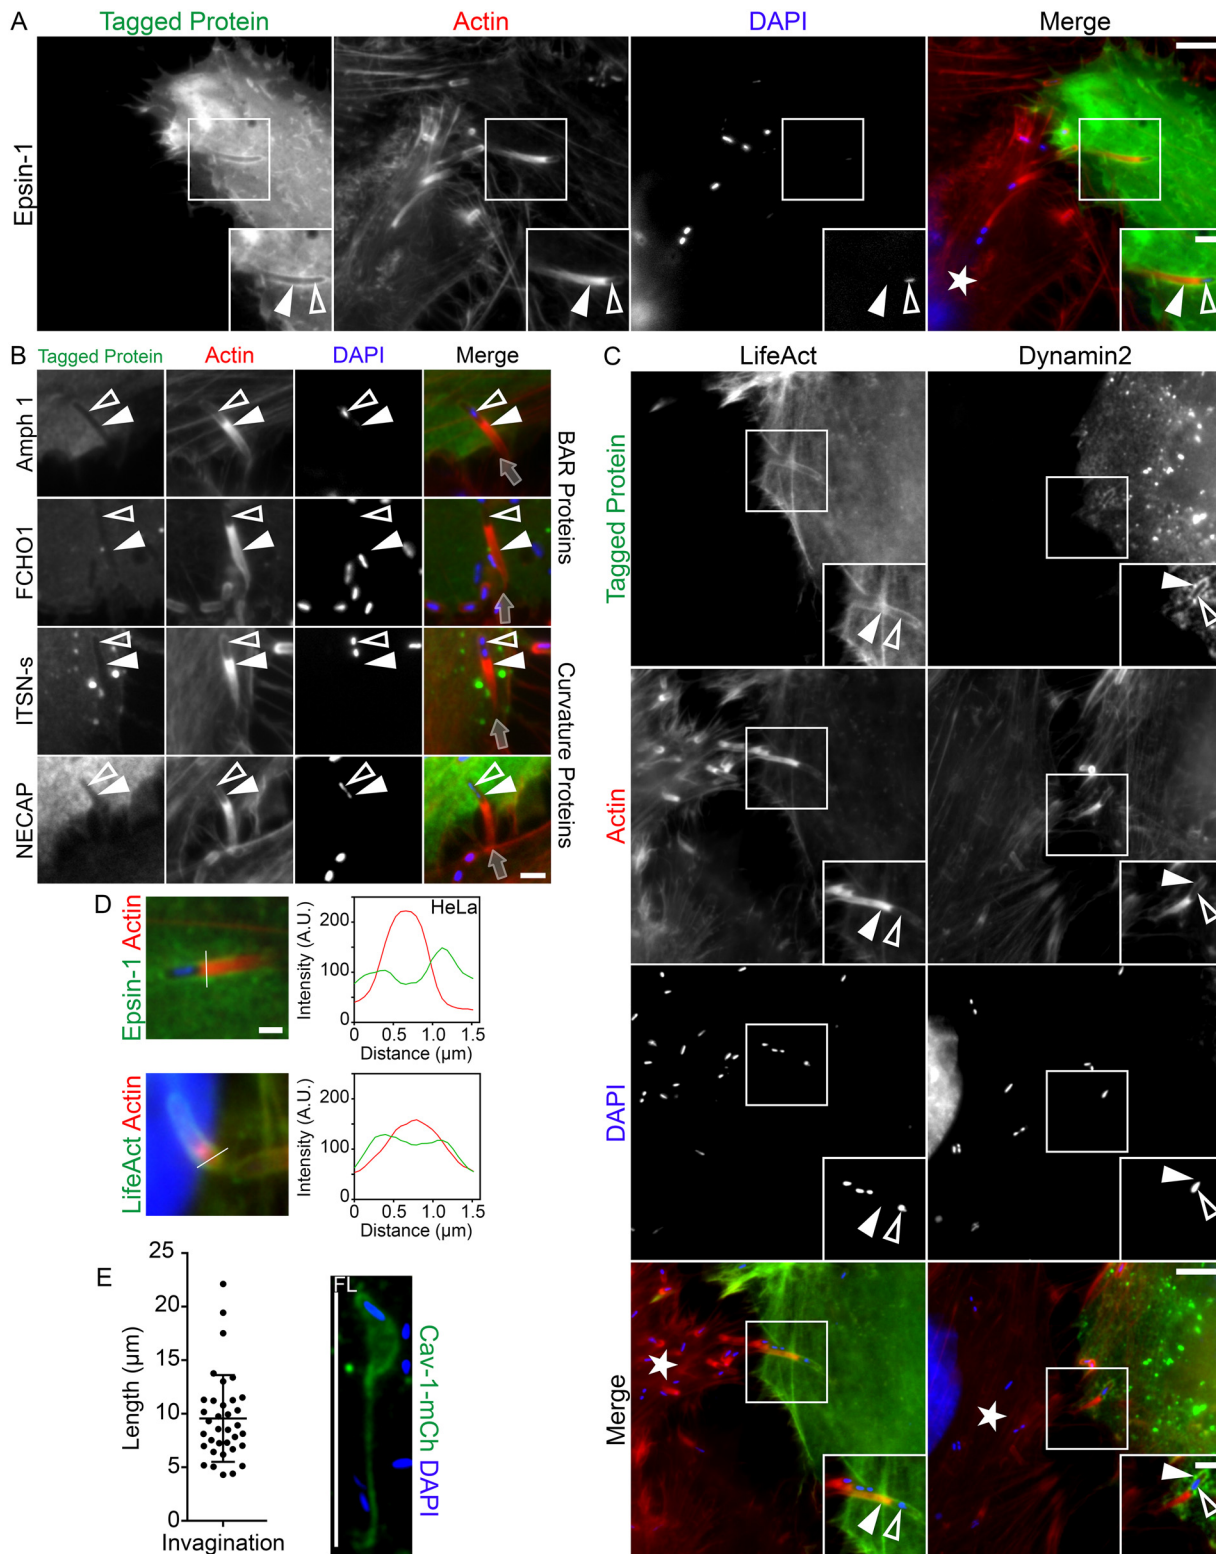 A
Tagged Protein
Actin
DAPI
Merge
Epsin-1
B
Tagged Protein
Actin
DAPI
Merge
Amph 1
FCHO1
BAR Proteins
ITSN-s
NECAP
Curvature Proteins
C
LifeAct
Dynamin2
Tagged Protein
Actin
DAPI
Merge
D
Epsin-1 Actin
HeLa
Intensity (A.U.)
200
100
0
0
0.5
1.0
1.5
Distance (µm)
LifeAct Actin
Intensity (A.U.)
200
100
0
0
0.5
1.0
1.5
Distance (µm)
E
Length (µm)
25
20
15
10
5
0
Invagination
FL
Cav-1-mCh DAPI